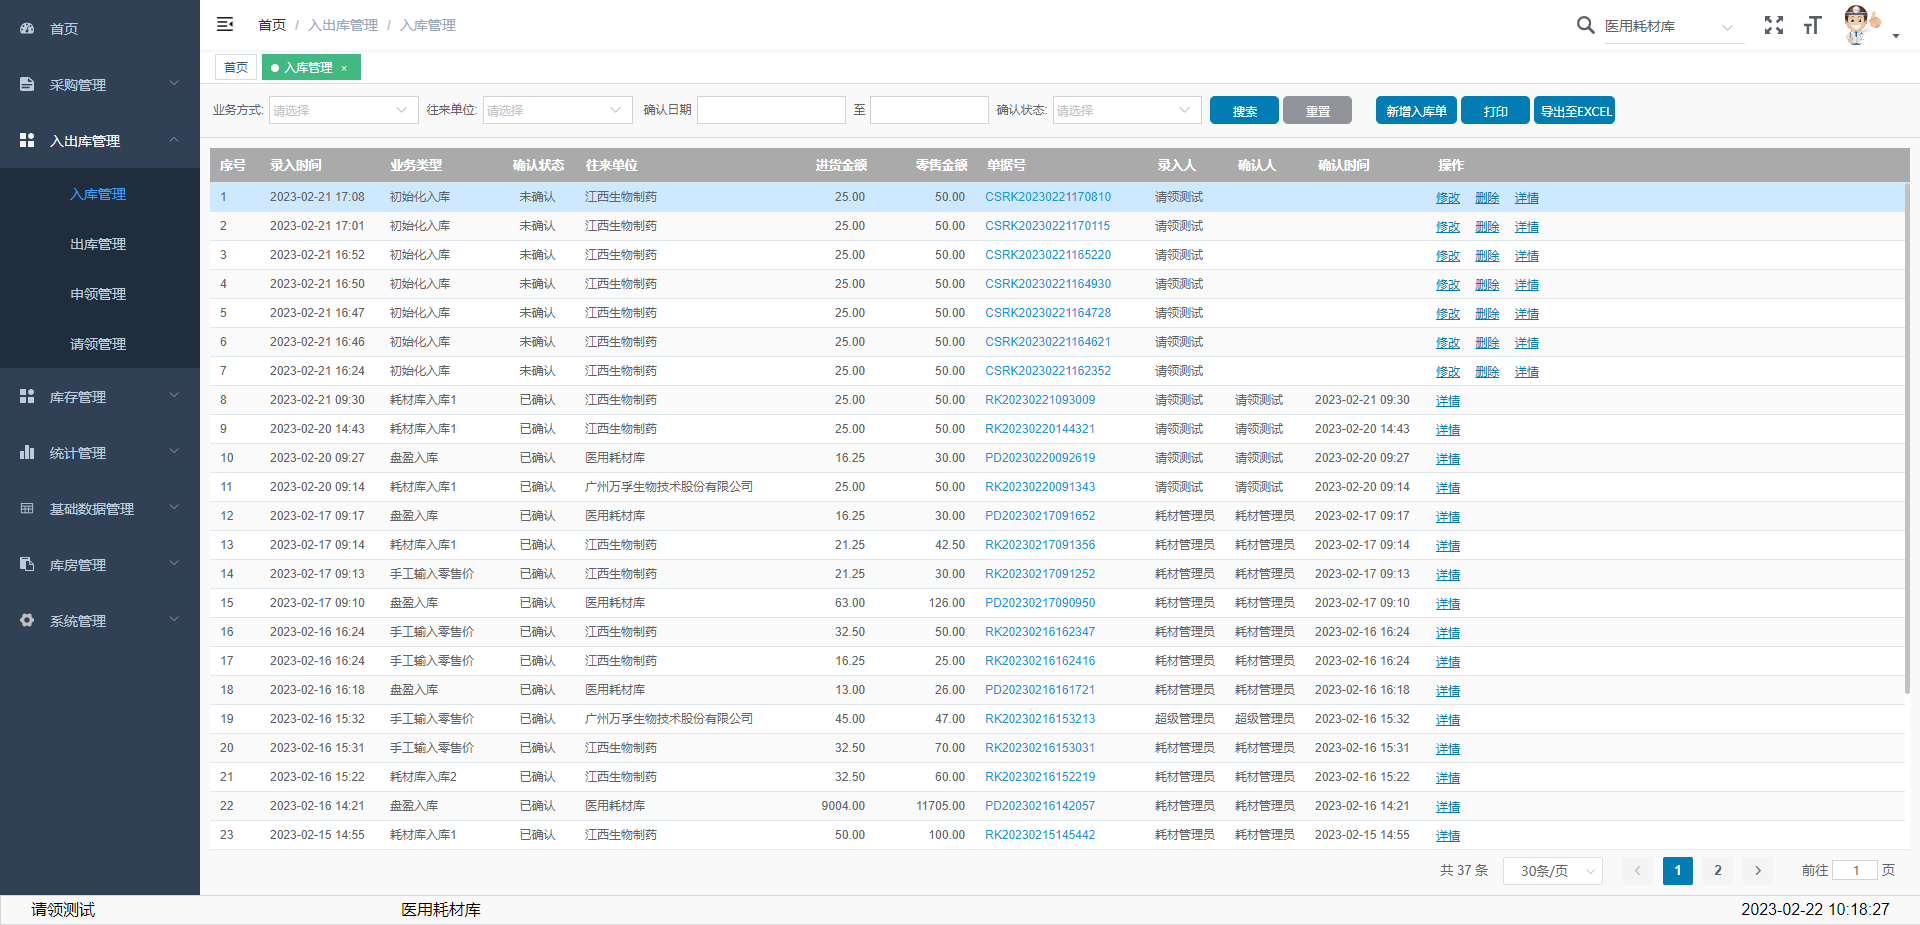 首页 / 入出库管理 / 入库管理
医用耗材库
首页
采购管理
入出库管理
入库管理
出库管理
申领管理
请领管理
库存管理
统计管理
基础数据管理
库房管理
系统管理
首页 入库管理 ×
业务方式: 请选择 往来单位: 请选择 确认日期 至 确认状态: 请选择 搜索 重置 新增入库单 打印 导出至EXCEL
序号 录入时间 业务类型 确认状态 往来单位 进货金额 零售金额 单据号 录入人 确认人 确认时间 操作
1 2023-02-21 17:08 初始化入库 未确认 江西生物制药 25.00 50.00 CSRK20230221170810 请领测试 修改 删除 详情
2 2023-02-21 17:01 初始化入库 未确认 江西生物制药 25.00 50.00 CSRK20230221170115 请领测试 修改 删除 详情
3 2023-02-21 16:52 初始化入库 未确认 江西生物制药 25.00 50.00 CSRK20230221165220 请领测试 修改 删除 详情
4 2023-02-21 16:50 初始化入库 未确认 江西生物制药 25.00 50.00 CSRK20230221164930 请领测试 修改 删除 详情
5 2023-02-21 16:47 初始化入库 未确认 江西生物制药 25.00 50.00 CSRK20230221164728 请领测试 修改 删除 详情
6 2023-02-21 16:46 初始化入库 未确认 江西生物制药 25.00 50.00 CSRK20230221164621 请领测试 修改 删除 详情
7 2023-02-21 16:24 初始化入库 未确认 江西生物制药 25.00 50.00 CSRK20230221162352 请领测试 修改 删除 详情
8 2023-02-21 09:30 耗材库入库1 已确认 江西生物制药 25.00 50.00 RK20230221093009 请领测试 请领测试 2023-02-21 09:30 详情
9 2023-02-20 14:43 耗材库入库1 已确认 江西生物制药 25.00 50.00 RK20230220144321 请领测试 请领测试 2023-02-20 14:43 详情
10 2023-02-20 09:27 盘盈入库 已确认 医用耗材库 16.25 30.00 PD20230220092619 请领测试 请领测试 2023-02-20 09:27 详情
11 2023-02-20 09:14 耗材库入库1 已确认 广州万孚生物技术股份有限公司 25.00 50.00 RK20230220091343 请领测试 请领测试 2023-02-20 09:14 详情
12 2023-02-17 09:17 盘盈入库 已确认 医用耗材库 16.25 30.00 PD20230217091652 耗材管理员 耗材管理员 2023-02-17 09:17 详情
13 2023-02-17 09:14 耗材库入库1 已确认 江西生物制药 21.25 42.50 RK20230217091356 耗材管理员 耗材管理员 2023-02-17 09:14 详情
14 2023-02-17 09:13 手工输入零售价 已确认 江西生物制药 21.25 30.00 RK20230217091252 耗材管理员 耗材管理员 2023-02-17 09:13 详情
15 2023-02-17 09:10 盘盈入库 已确认 医用耗材库 63.00 126.00 PD20230217090950 耗材管理员 耗材管理员 2023-02-17 09:10 详情
16 2023-02-16 16:24 手工输入零售价 已确认 江西生物制药 32.50 50.00 RK20230216162347 耗材管理员 耗材管理员 2023-02-16 16:24 详情
17 2023-02-16 16:24 手工输入零售价 已确认 江西生物制药 16.25 25.00 RK20230216162416 耗材管理员 耗材管理员 2023-02-16 16:24 详情
18 2023-02-16 16:18 盘盈入库 已确认 医用耗材库 13.00 26.00 PD20230216161721 耗材管理员 耗材管理员 2023-02-16 16:18 详情
19 2023-02-16 15:32 手工输入零售价 已确认 广州万孚生物技术股份有限公司 45.00 47.00 RK20230216153213 超级管理员 超级管理员 2023-02-16 15:32 详情
20 2023-02-16 15:31 手工输入零售价 已确认 江西生物制药 32.50 70.00 RK20230216153031 耗材管理员 耗材管理员 2023-02-16 15:31 详情
21 2023-02-16 15:22 耗材库入库2 已确认 江西生物制药 32.50 60.00 RK20230216152219 耗材管理员 耗材管理员 2023-02-16 15:22 详情
22 2023-02-16 14:21 盘盈入库 已确认 医用耗材库 9004.00 11705.00 PD20230216142057 耗材管理员 耗材管理员 2023-02-16 14:21 详情
23 2023-02-15 14:55 耗材库入库1 已确认 江西生物制药 50.00 100.00 RK20230215145442 耗材管理员 耗材管理员 2023-02-15 14:55 详情
共 37 条 30条/页 1 2 前往 1 页
请领测试 医用耗材库 2023-02-22 10:18:27